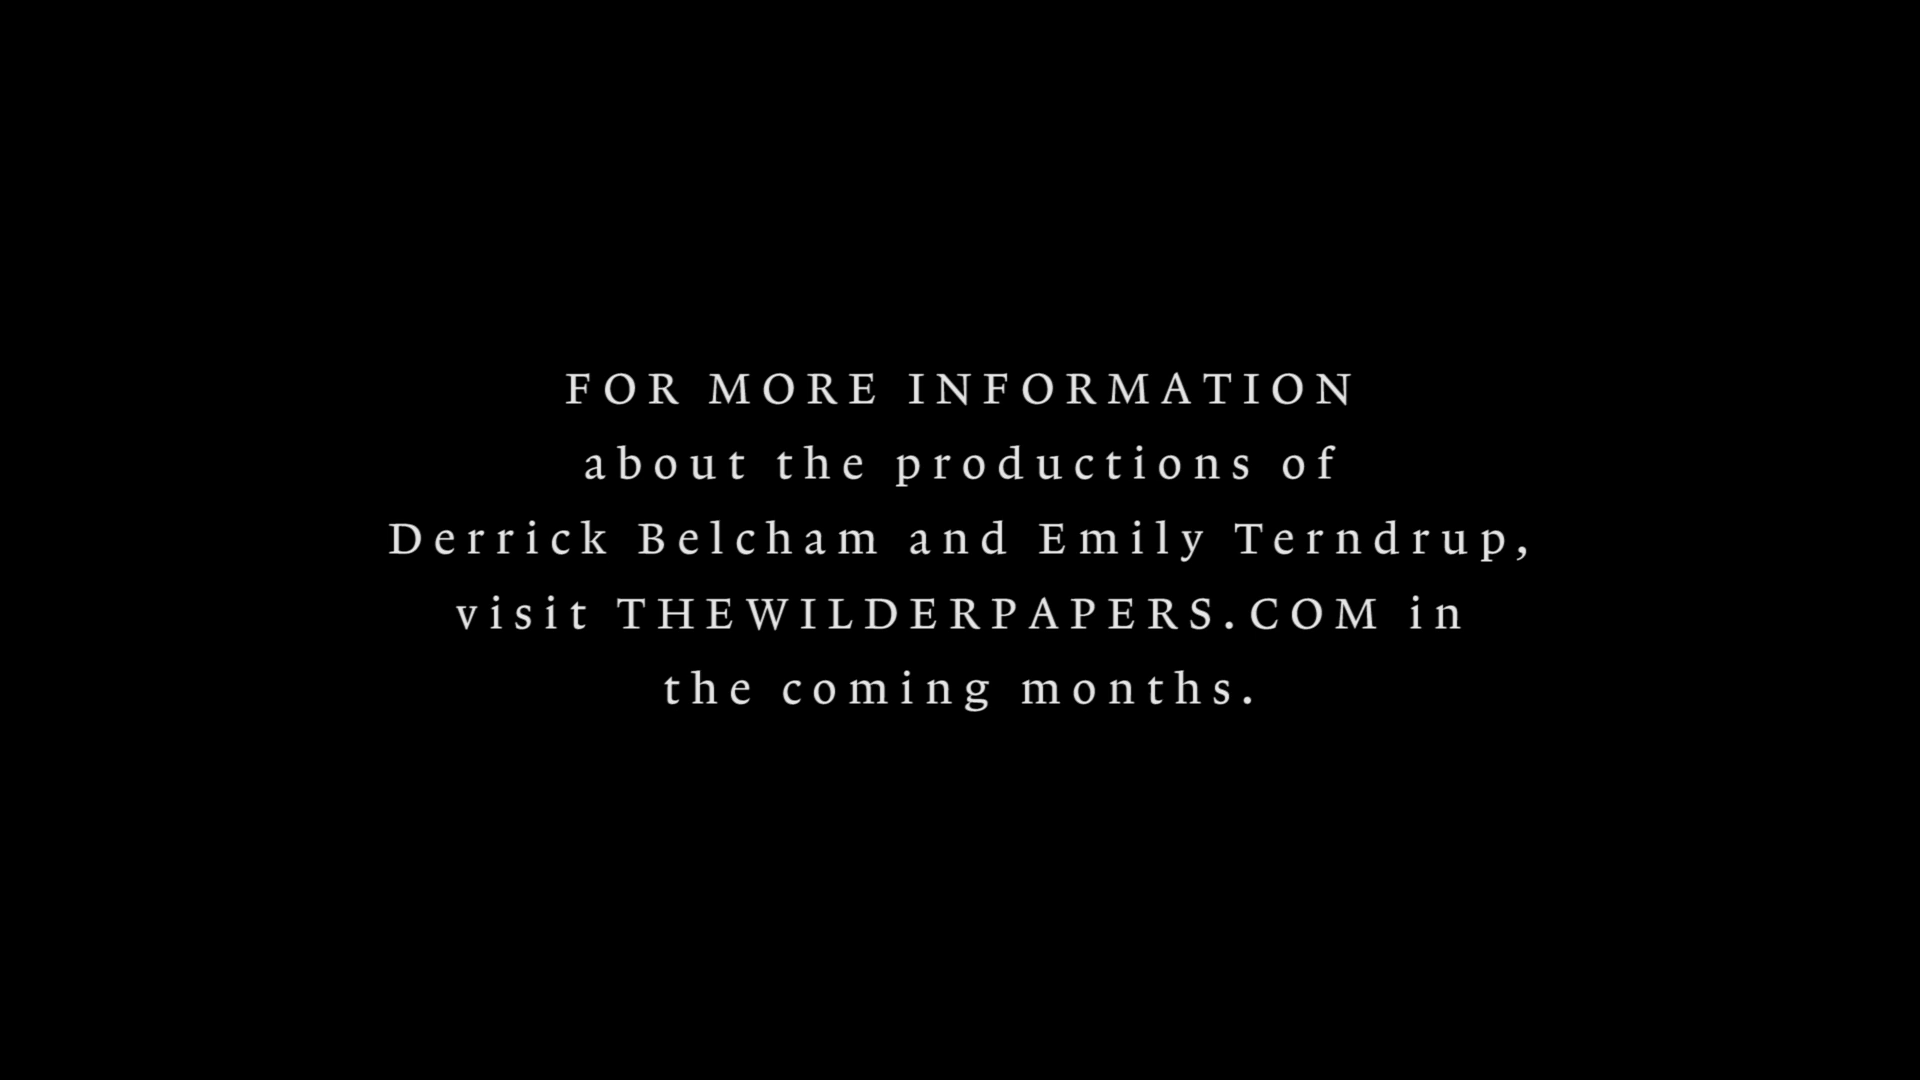 FOR MORE INFORMATION
about the productions of
Derrick Belcham and Emily Terndrup,
visit THEWILDERPAPERS.COM in
the coming months.